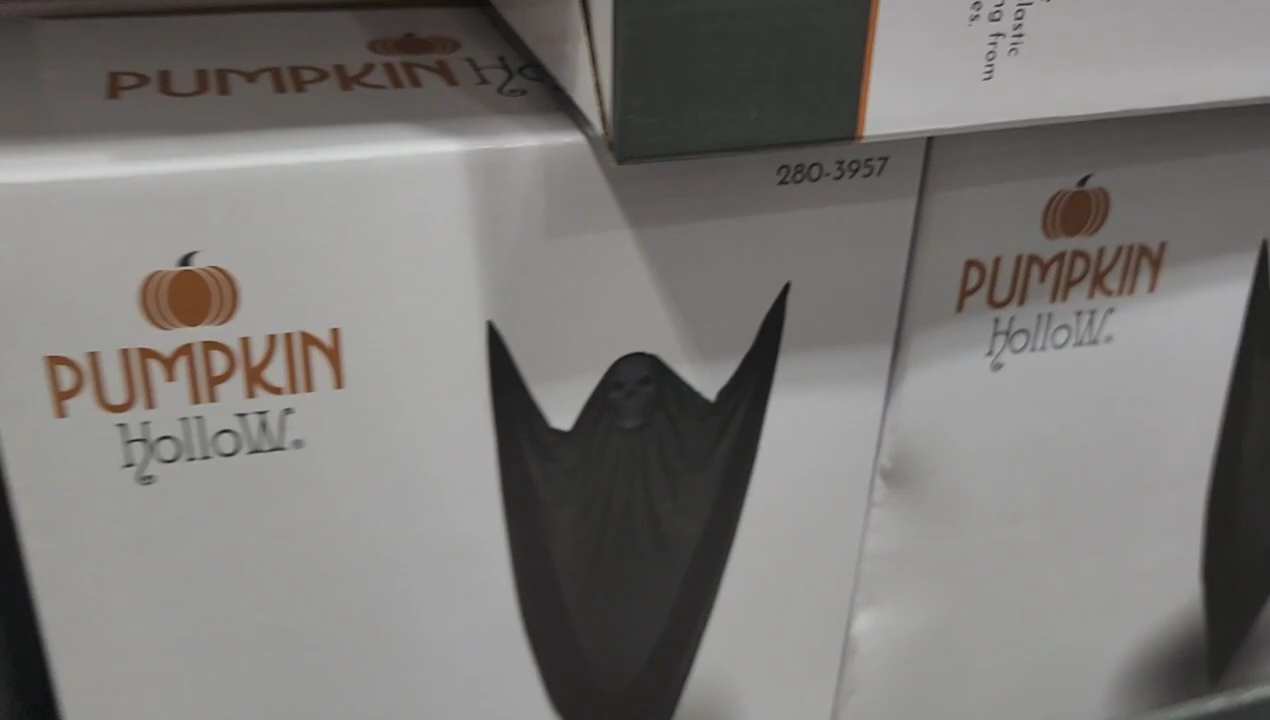 PUMPKIN
lastic
ng from
es.
280-3957
PUMPKIN
HolloW.
PUMPKIN
HolloW.